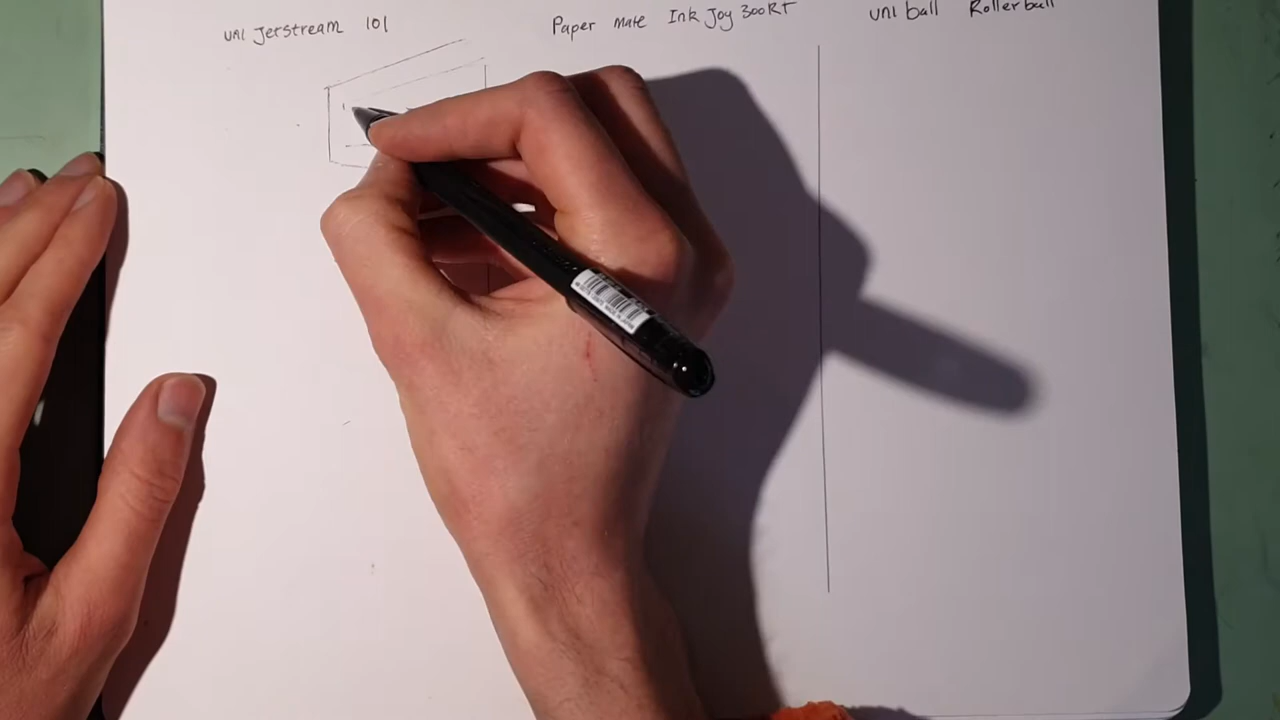 uni Jetstream 101
Paper mate Ink Joy 300RT
uni ball Rollerball